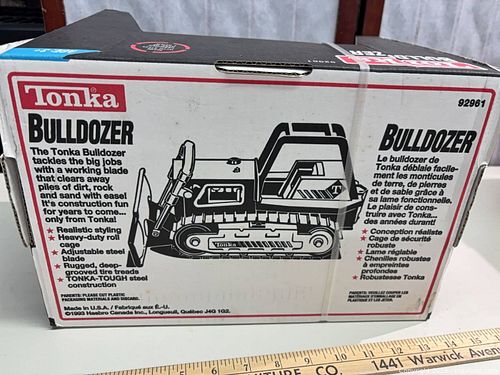 Tonka
92961
BULLDOZER
The Tonka Bulldozer
tackles the big jobs
with a working blade
that clears away
piles of dirt, rock
and sand with ease!
It's construction fun
for years to come...
only from Tonka!
★ Realistic styling
★ Heavy-duty roll
cage
★ Adjustable steel
blade
★ Rugged, deep-
grooved tire treads
★ TONKA-TOUGH steel
construction
PARENTS: PLEASE CUT PLASTIC
PACKAGING MATERIALS AND DISCARD.
Made in U.S.A. / Fabriqué aux É.-U.
©1993 Hasbro Canada Inc., Longueuil, Québec J4G 1G2.
Tonka
BULLDOZER
Le bulldozer de
Tonka déblaie facile-
ment les monticules
de terre, de pierres
et de sable grâce à
sa lame fonctionnelle.
Le plaisir de cons-
truire avec Tonka...
des années durant!
★ Conception réaliste
★ Cage de sécurité
robuste
★ Lame réglable
★ Chenilles robustes
à empreintes
profondes
★ Robustesse Tonka
PARENTS: VEUILLEZ COUPER LES
MATÉRIAUX D'EMBALLAGE EN
PLASTIQUE ET LES JETER.
TURE CO. 1441 Warwick Aven